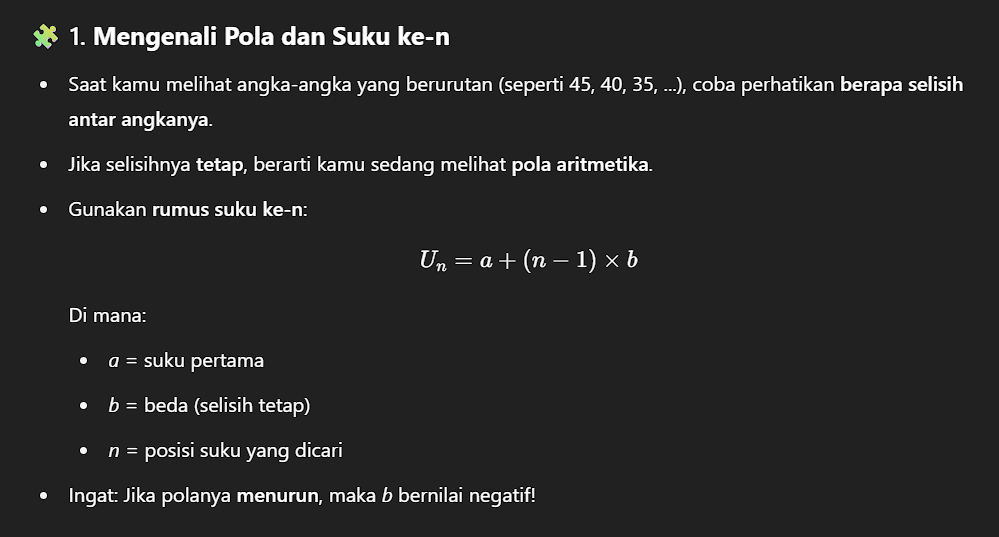 🧩 1. Mengenali Pola dan Suku ke-n
• Saat kamu melihat angka-angka yang berurutan (seperti 45, 40, 35, ...), coba perhatikan berapa selisih
antar angkanya.
• Jika selisihnya tetap, berarti kamu sedang melihat pola aritmetika.
• Gunakan rumus suku ke-n:
Uₙ = a + (n − 1) × b
Di mana:
• a = suku pertama
• b = beda (selisih tetap)
• n = posisi suku yang dicari
• Ingat: Jika polanya menurun, maka b bernilai negatif!